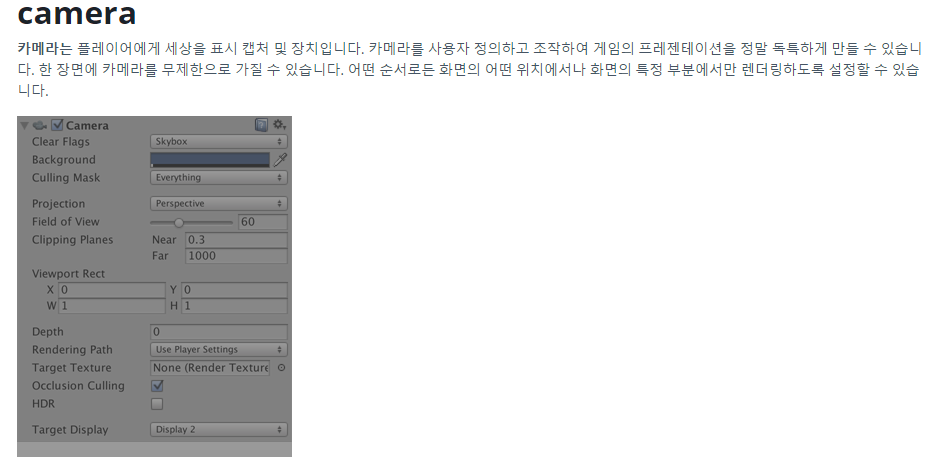 camera
카메라는 플레이어에게 세상을 표시 캡처 및 장치입니다. 카메라를 사용자 정의하고 조작하여 게임의 프레젠테이션을 정말 독특하게 만들 수 있습니
다. 한 장면에 카메라를 무제한으로 가질 수 있습니다. 어떤 순서로든 화면의 어떤 위치에서나 화면의 특정 부분에서만 렌더링하도록 설정할 수 있습
니다.
Camera
Clear Flags Skybox
Background
Culling Mask Everything
Projection Perspective
Field of View 60
Clipping Planes Near 0.3
Far 1000
Viewport Rect
X 0 Y 0
W 1 H 1
Depth 0
Rendering Path Use Player Settings
Target Texture None (Render Texture
Occlusion Culling
HDR
Target Display Display 2